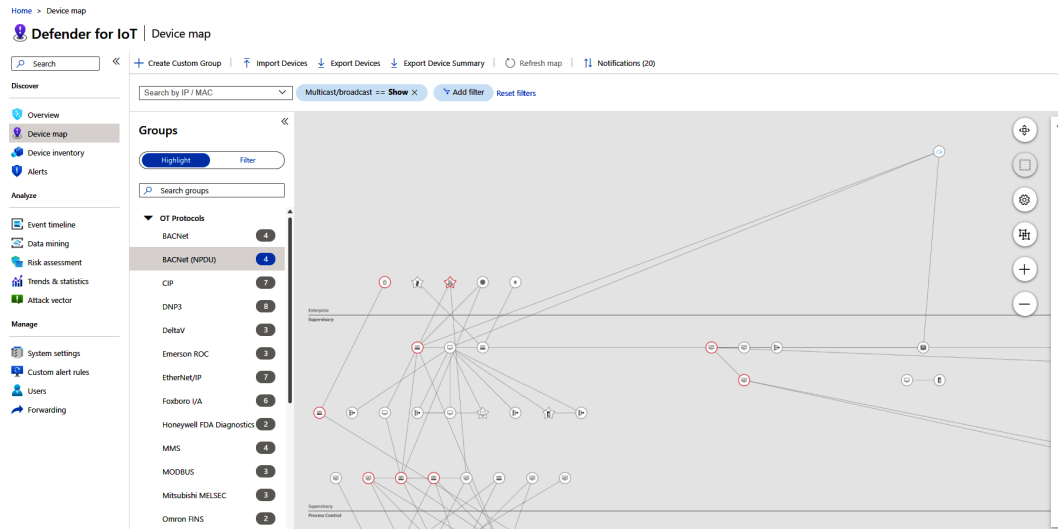 Home > Device map
Defender for IoT | Device map
Search
Create Custom Group
Import Devices
Export Devices
Export Device Summary
Refresh map
Notifications (20)
Discover
Overview
Device map
Device inventory
Alerts
Analyze
Event timeline
Data mining
Risk assessment
Trends & statistics
Attack vector
Manage
System settings
Custom alert rules
Users
Forwarding
Search by IP / MAC
Multicast/broadcast == Show ×
Add filter
Reset filters
Groups
Highlight
Filter
Search groups
OT Protocols
BACNet 4
BACNet (NPDU) 4
CIP 7
DNP3 8
DeltaV 3
Emerson ROC 3
EtherNet/IP 7
Foxboro I/A 6
Honeywell FDA Diagnostics 2
MMS 4
MODBUS 3
Mitsubishi MELSEC 3
Omron FINS 2
Enterprise
Supervisory
Supervisory
Process Control